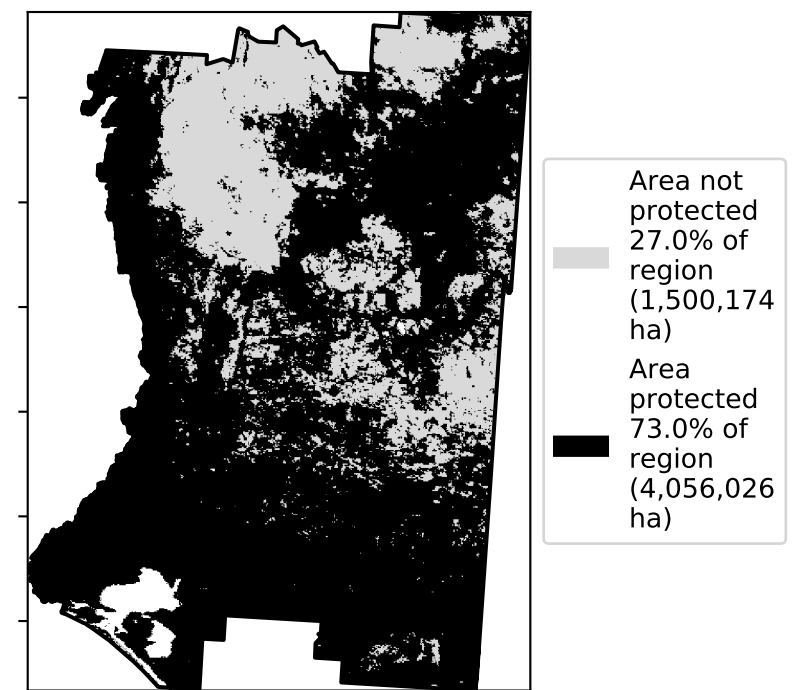 Area not
protected
27.0% of
region
(1,500,174
ha)
Area
protected
73.0% of
region
(4,056,026
ha)